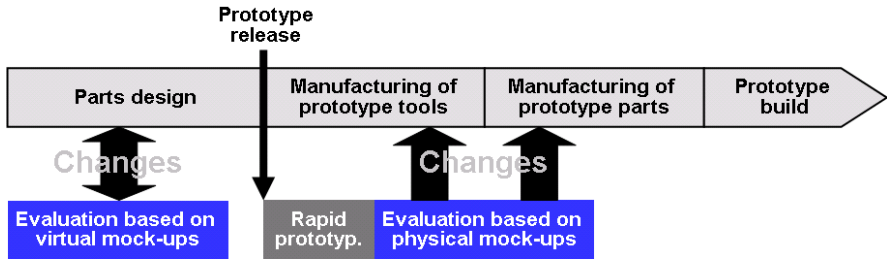 Prototype
release
Parts design
Manufacturing of
prototype tools
Manufacturing of
prototype parts
Prototype
build
Changes
Changes
Evaluation based on
virtual mock-ups
Rapid
prototyp.
Evaluation based on
physical mock-ups